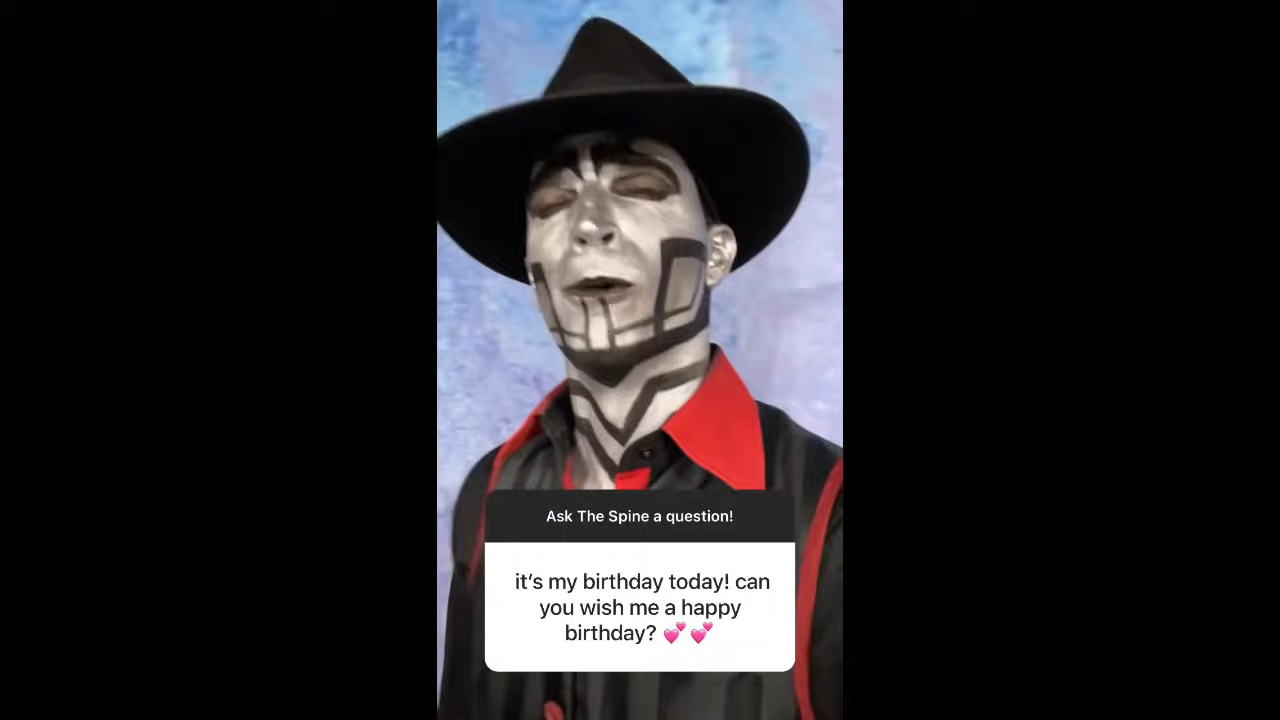 Ask The Spine a question!
it’s my birthday today! can
you wish me a happy
birthday? 💕 💕